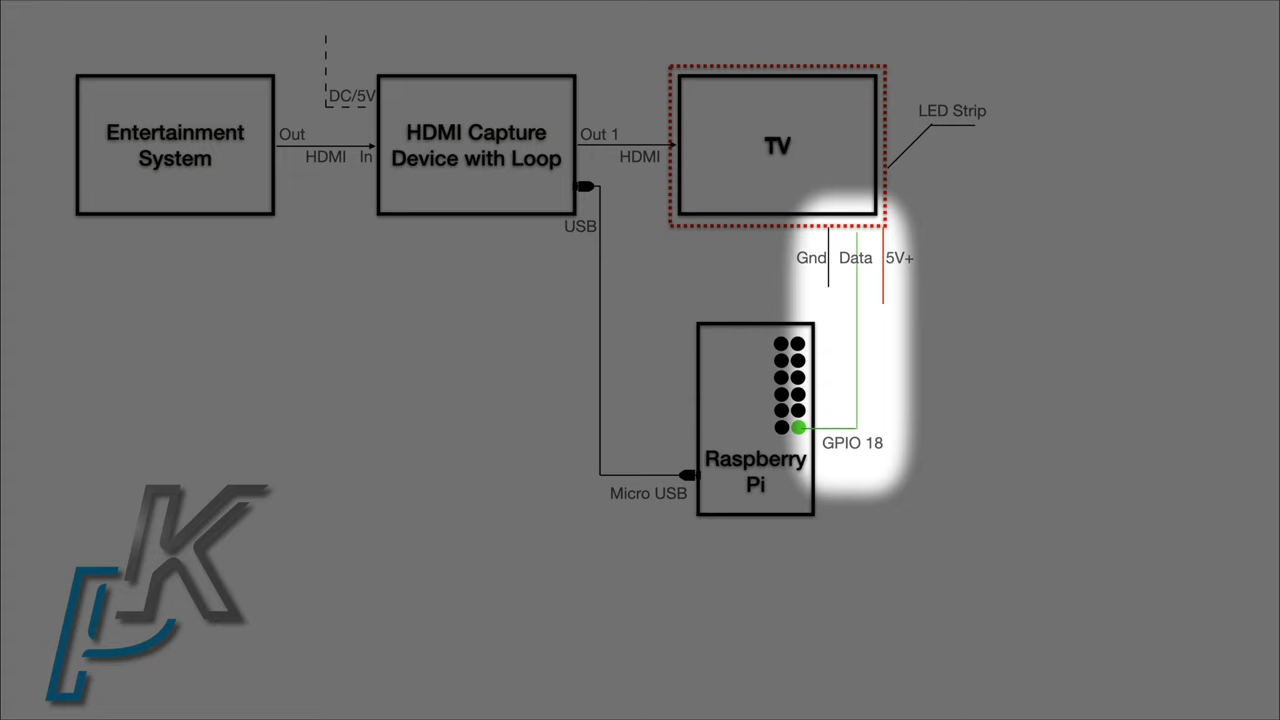 DC/5V
Entertainment
System
Out
HDMI In
HDMI Capture
Device with Loop
Out 1
HDMI
TV
LED Strip
USB
Gnd
Data
5V+
GPIO 18
Raspberry
Pi
Micro USB
PK